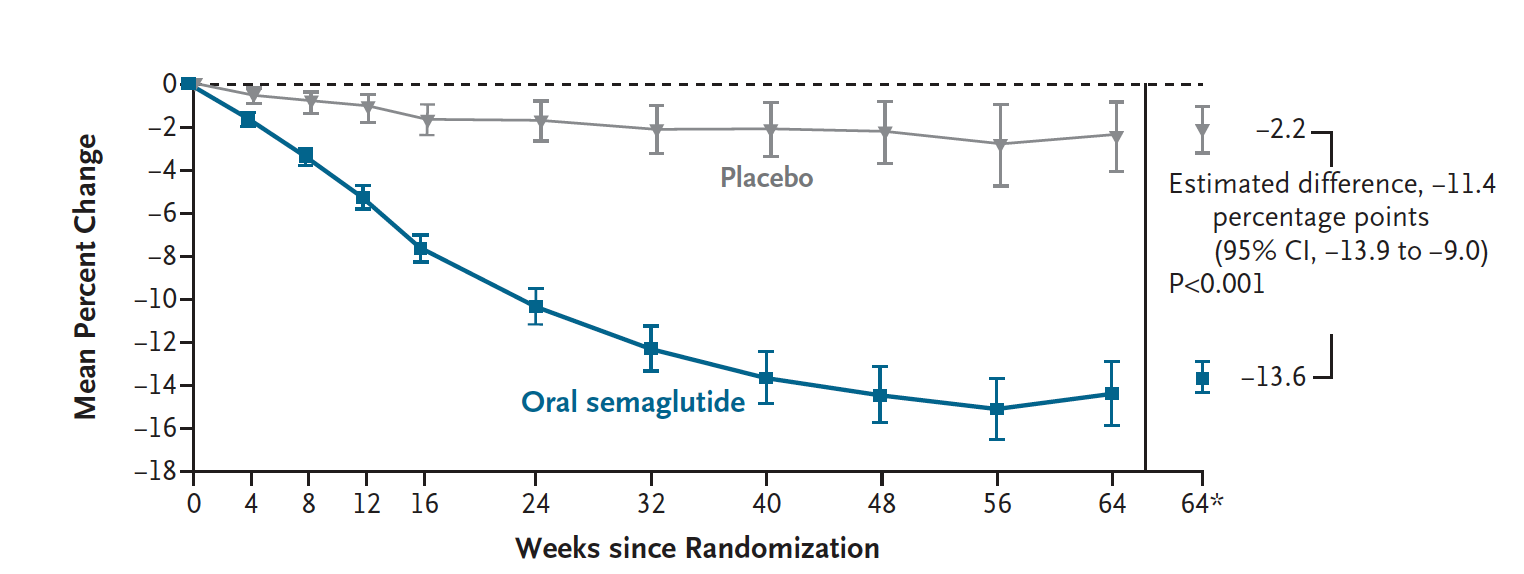 Mean Percent Change
0
–2
–4
–6
–8
–10
–12
–14
–16
–18
Placebo
Oral semaglutide
–2.2
Estimated difference, –11.4
percentage points
(95% CI, –13.9 to –9.0)
P<0.001
–13.6
0 4 8 12 16 24 32 40 48 56 64 64*
Weeks since Randomization